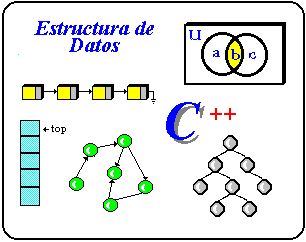 Estructura de
Datos
U
a b c
top
C ++